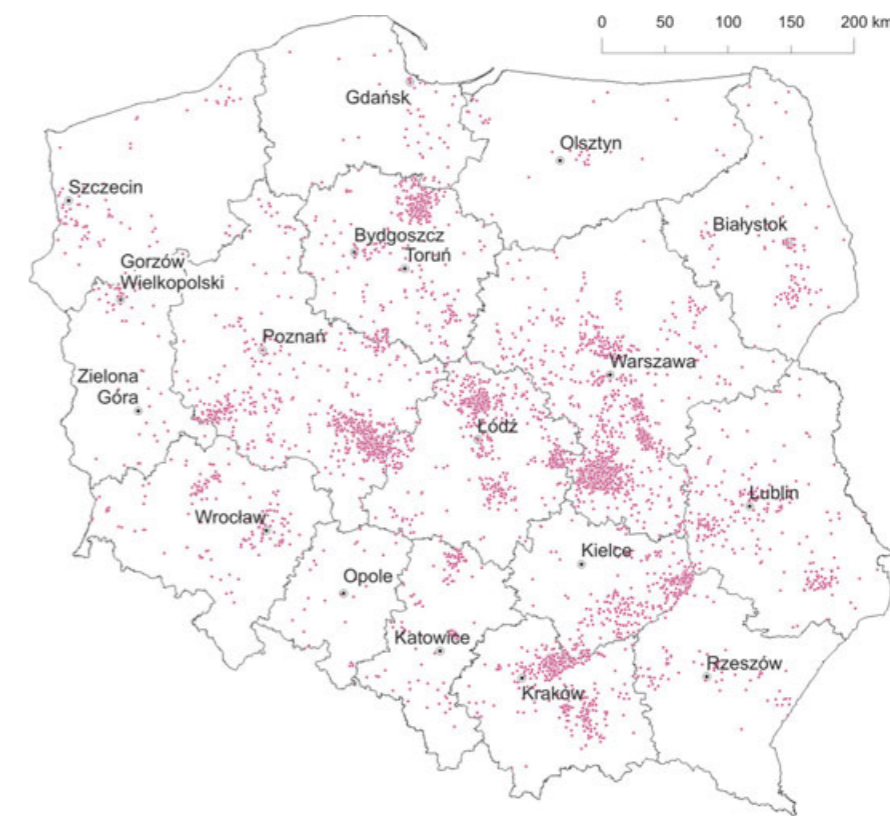 0 50 100 150 200 km
Gdańsk
Olsztyn
Szczecin
Białystok
Bydgoszcz
Toruń
Gorzów
Wielkopolski
Poznań
Warszawa
Zielona
Góra
Łódź
Lublin
Wrocław
Kielce
Opole
Katowice
Rzeszów
Kraków